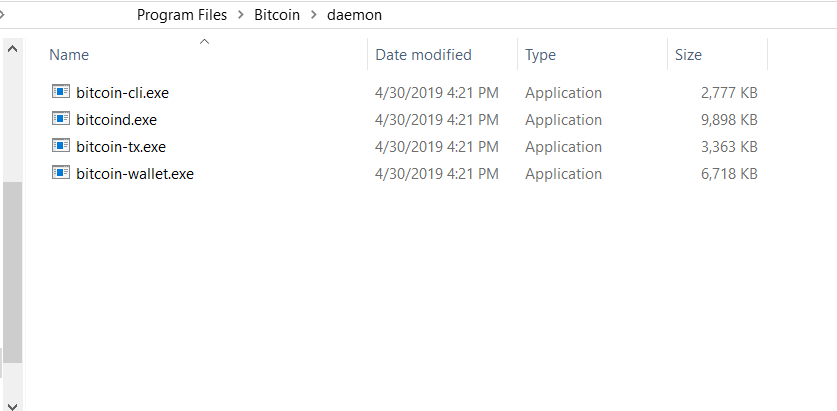 Program Files > Bitcoin > daemon
Name Date modified Type Size
bitcoin-cli.exe 4/30/2019 4:21 PM Application 2,777 KB
bitcoind.exe 4/30/2019 4:21 PM Application 9,898 KB
bitcoin-tx.exe 4/30/2019 4:21 PM Application 3,363 KB
bitcoin-wallet.exe 4/30/2019 4:21 PM Application 6,718 KB